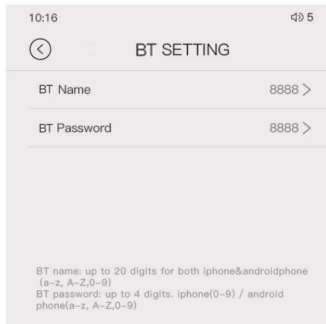 10:16 5
BT SETTING
BT Name 8888 >
BT Password 8888 >
BT name: up to 20 digits for both iphone&androidphone
(a-z, A-Z,0-9)
BT password: up to 4 digits. iphone(0-9) / android
phone(a-z, A-Z,0-9)